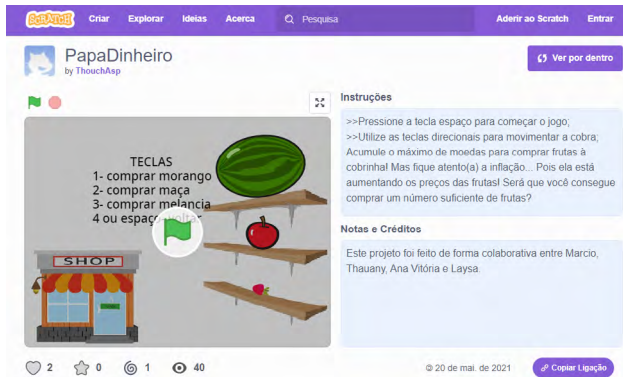 SCRATCH Criar Explorar Ideias Acerca Pesquisa Aderir ao Scratch Entrar
PapaDinheiro
by ThouchAsp
Ver por dentro
TECLAS
1- comprar morango
2- comprar maça
3- comprar melancia
4 ou espaço-voltar
SHOP
Instruções
>>Pressione a tecla espaço para começar o jogo;
>>Utilize as teclas direcionais para movimentar a cobra;
Acumule o máximo de moedas para comprar frutas à
cobrinha! Mas fique atento(a) a inflação... Pois ela está
aumentando os preços das frutas! Será que você consegue
comprar um número suficiente de frutas?
Notas e Créditos
Este projeto foi feito de forma colaborativa entre Marcio,
Thauany, Ana Vitória e Laysa.
2 0 1 40
© 20 de mai. de 2021
Copiar Ligação